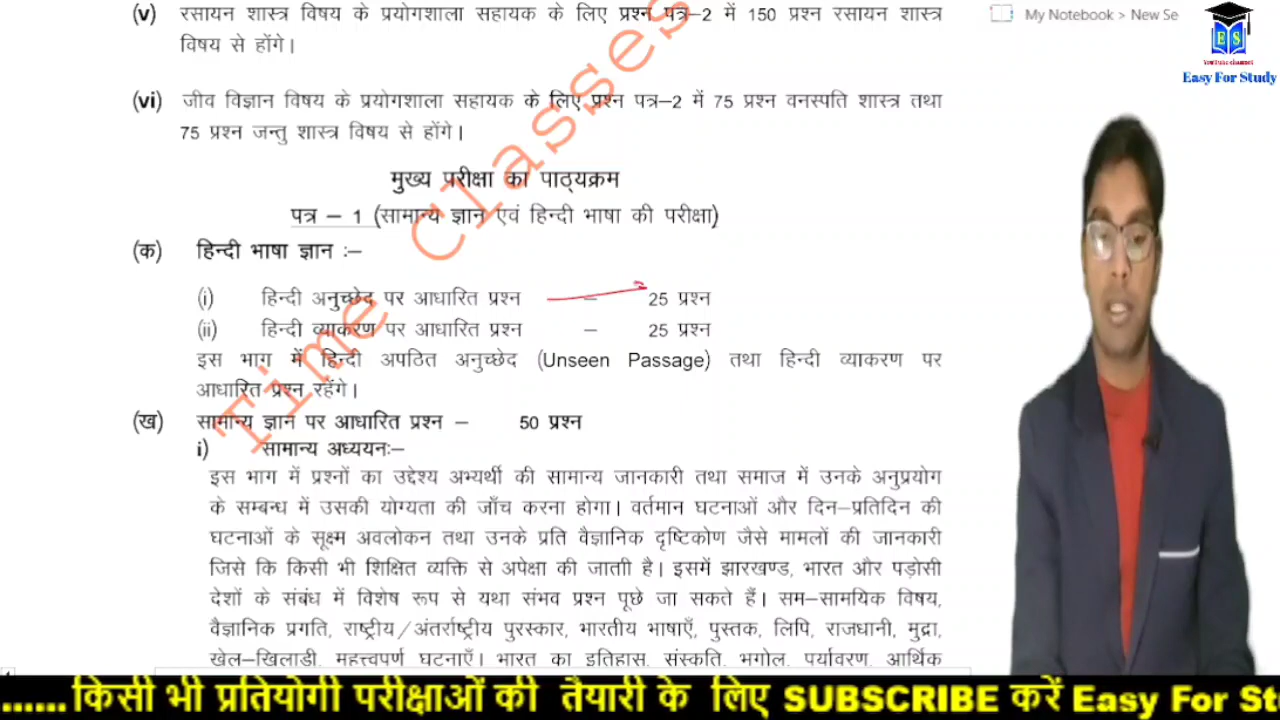 (v) रसायन शास्त्र विषय के प्रयोगशाला सहायक के लिए प्रश्न पत्र–2 में 150 प्रश्न रसायन शास्त्र
विषय से होंगे।
(vi) जीव विज्ञान विषय के प्रयोगशाला सहायक के लिए प्रश्न पत्र–2 में 75 प्रश्न वनस्पति शास्त्र तथा
75 प्रश्न जन्तु शास्त्र विषय से होंगे।
मुख्य परीक्षा का पाठ्यक्रम
पत्र – 1 (सामान्य ज्ञान एवं हिन्दी भाषा की परीक्षा)
(क) हिन्दी भाषा ज्ञान :–
(i) हिन्दी अनुच्छेद पर आधारित प्रश्न – 25 प्रश्न
(ii) हिन्दी व्याकरण पर आधारित प्रश्न – 25 प्रश्न
इस भाग में हिन्दी अपठित अनुच्छेद (Unseen Passage) तथा हिन्दी व्याकरण पर
आधारित प्रश्न रहेंगे।
(ख) सामान्य ज्ञान पर आधारित प्रश्न – 50 प्रश्न
i) सामान्य अध्ययनः–
इस भाग में प्रश्नों का उद्देश्य अभ्यर्थी की सामान्य जानकारी तथा समाज में उनके अनुप्रयोग
के सम्बन्ध में उसकी योग्यता की जाँच करना होगा। वर्तमान घटनाओं और दिन–प्रतिदिन की
घटनाओं के सूक्ष्म अवलोकन तथा उनके प्रति वैज्ञानिक दृष्टिकोण जैसे मामलों की जानकारी
जिसे कि किसी भी शिक्षित व्यक्ति से अपेक्षा की जाताी है। इसमें झारखण्ड, भारत और पड़ोसी
देशों के संबंध में विशेष रूप से यथा संभव प्रश्न पूछे जा सकते हैं। सम–सामयिक विषय,
वैज्ञानिक प्रगति, राष्ट्रीय/अंतर्राष्ट्रीय पुरस्कार, भारतीय भाषाएँ, पुस्तक, लिपि, राजधानी, मुद्रा,
खेल–खिलाड़ी, महत्त्वपूर्ण घटनाएँ। भारत का इतिहास, संस्कृति, भूगोल, पर्यावरण, आर्थिक
Time Classes
My Notebook > New Se
E S
YouTube channel
Easy For Study
...... किसी भी प्रतियोगी परीक्षाओं की तैयारी के लिए SUBSCRIBE करें Easy For St